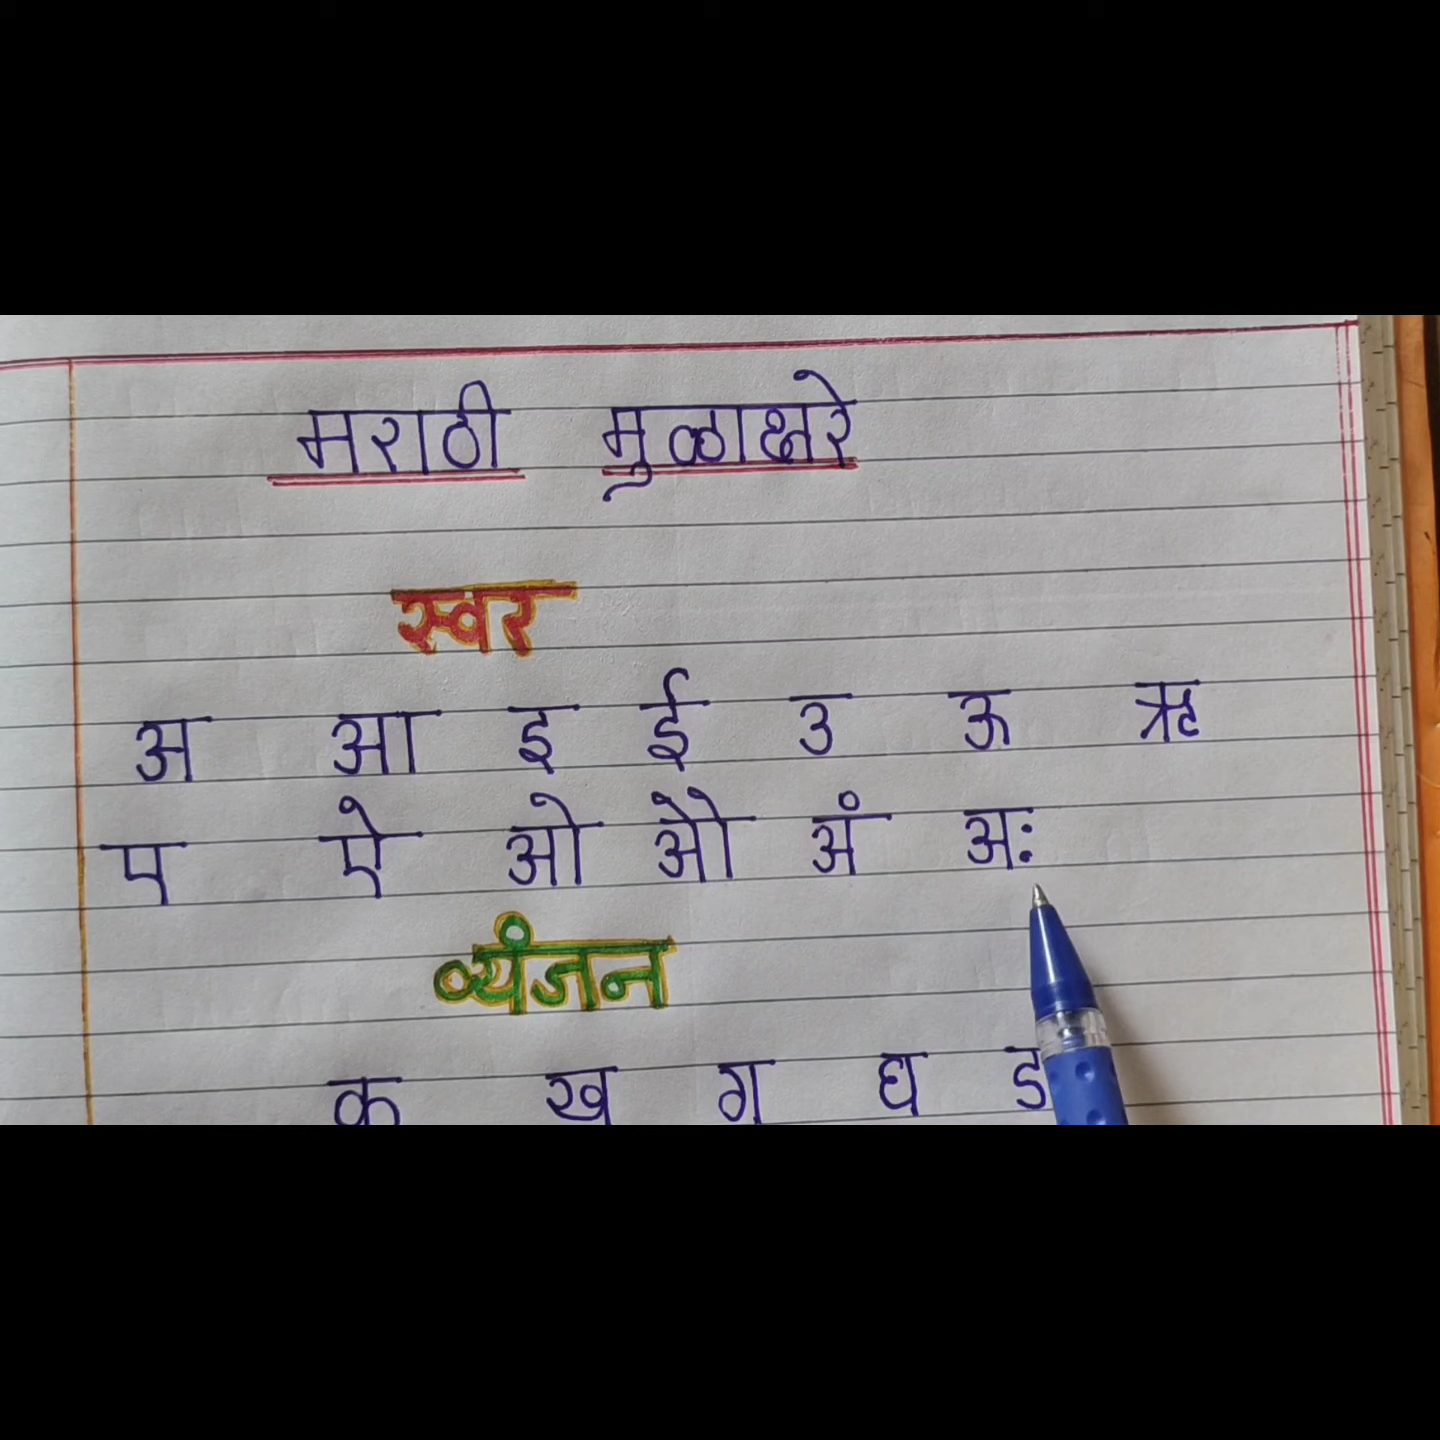 मराठी मुळाक्षरे
स्वर
अ आ इ ई उ ऊ ऋ
ए ऐ ओ औ अं अः
व्यंजन
क ख ग घ ङ